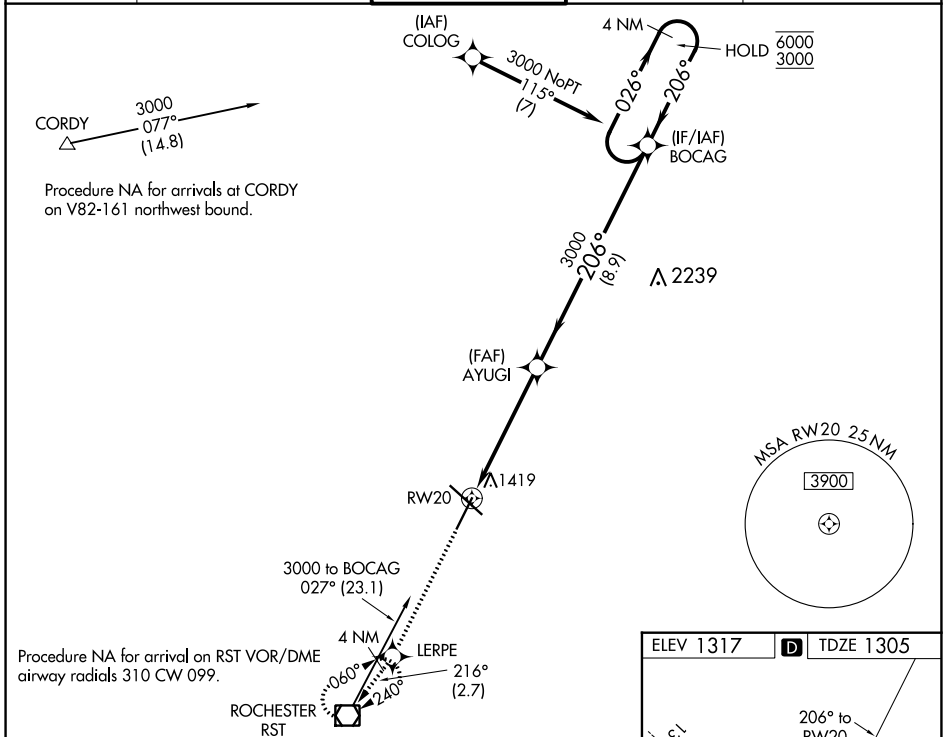 (IAF)
COLOG
3000 NoPT
115°
(7)
4 NM
HOLD
6000
3000
026°
206°
(IF/IAF)
BOCAG
3000
077°
(14.8)
CORDY
Procedure NA for arrivals at CORDY
on V82-161 northwest bound.
3000
206°
(8.9)
2239
(FAF)
AYUGI
MSA RW20 25 NM
3900
1419
RW20
3000 to BOCAG
027° (23.1)
4 NM
LERPE
Procedure NA for arrival on RST VOR/DME
airway radials 310 CW 099.
060°
240°
216°
(2.7)
ROCHESTER
RST
ELEV 1317
D
TDZE 1305
206° to
RW20